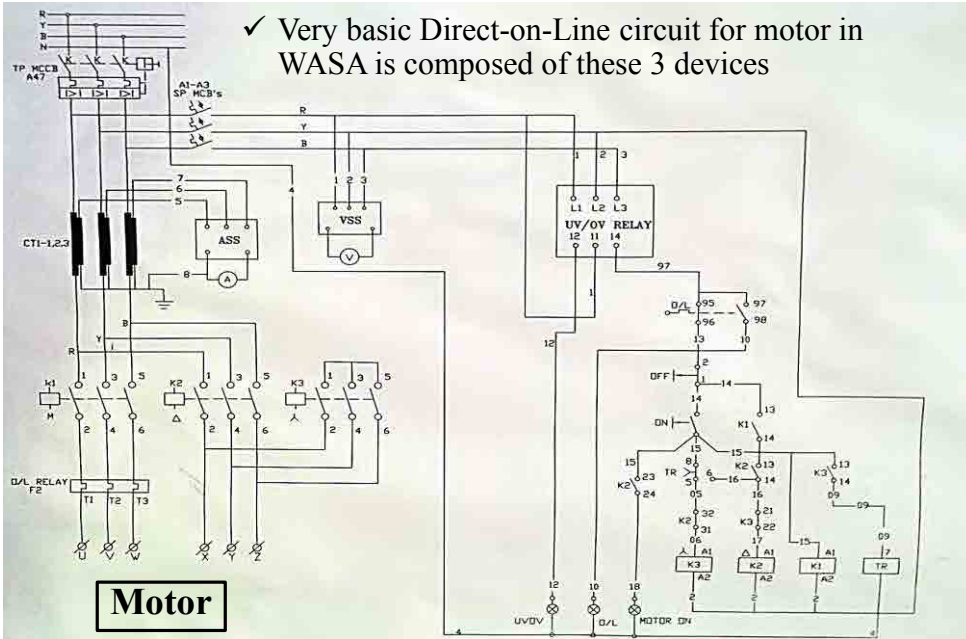 ✓ Very basic Direct-on-Line circuit for motor in
WASA is composed of these 3 devices
R
Y
B
N
TP MCCB
A47
K K K
I>I I>I I>I
A1-A3
SP MCB's
R
Y
B
7
6
5
4
1 2 3
1 2 3
L1 L2 L3
UV/OV RELAY
12 11 14
VSS
V
ASS
A
CT1-1,2,3
8
97
1
12
O/L
95
96
97
98
13
10
B
Y
R
2
OFF
1
14
14
K1
13
14
ON
15
15
15
W1
M
1 3 5
2 4 6
K2
△
1 3 5
2 4 6
K3
1 3 5
2 4 6
K2
23
24
TR
8
5
6
16
K2
13
14
K3
13
14
05
16
09
09
K2
32
31
K3
21
22
06
17
15
09
O/L RELAY
F2
T1 T2 T3
A1
K3
A2
△ A1
K2
A2
A1
K1
A2
7
TR
2 2 2
U V W
X Y Z
Motor
12
UVOV
10
O/L
18
MOTOR ON
4
4